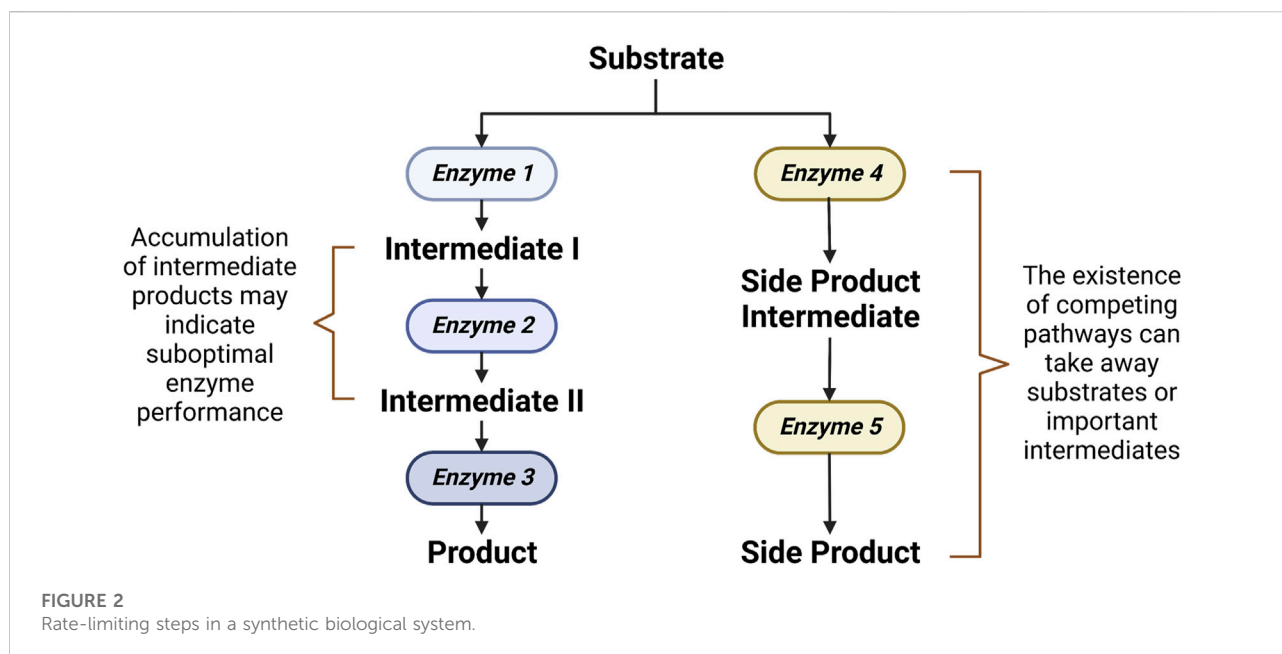 Substrate
Enzyme 1
Enzyme 4
Accumulation
of intermediate
products may
indicate
suboptimal
enzyme
performance
Intermediate I
Enzyme 2
Intermediate II
Enzyme 3
Product
Side Product
Intermediate
Enzyme 5
Side Product
The existence
of competing
pathways can
take away
substrates or
important
intermediates
FIGURE 2
Rate-limiting steps in a synthetic biological system.